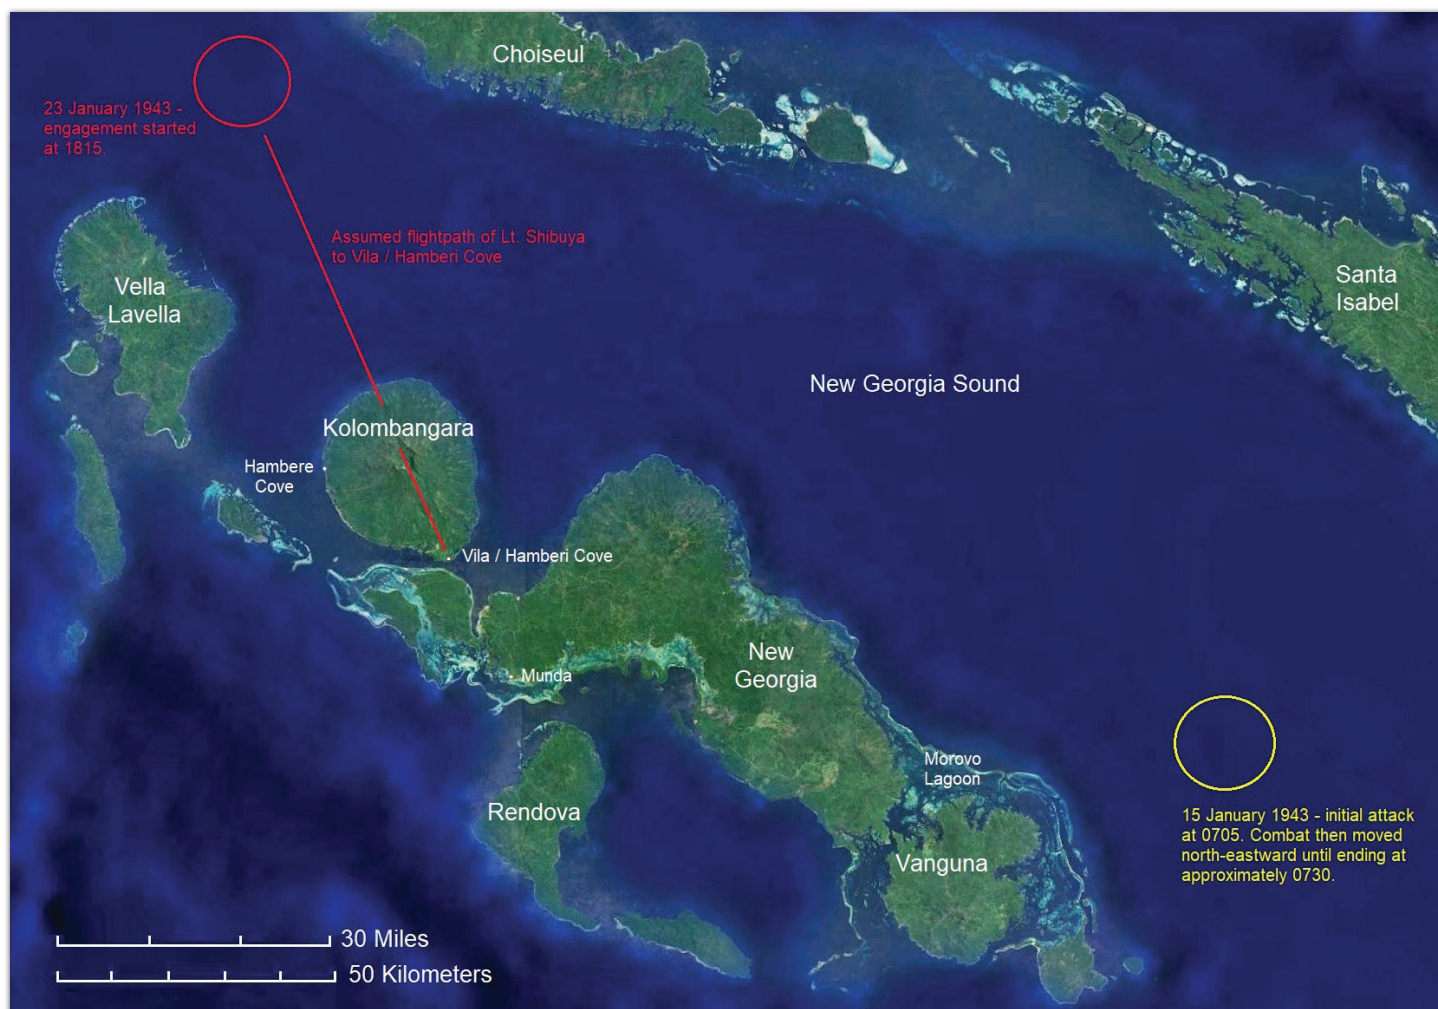 Choiseul
23 January 1943 -
engagement started
at 1815.
Assumed flightpath of Lt. Shibuya
to Vila / Hamberi Cove
Vella
Lavella
Santa
Isabel
New Georgia Sound
Kolombangara
Hambere
Cove
Vila / Hamberi Cove
Munda
New
Georgia
Morovo
Lagoon
Rendova
Vanguna
15 January 1943 - initial attack
at 0705. Combat then moved
north-eastward until ending at
approximately 0730.
30 Miles
50 Kilometers